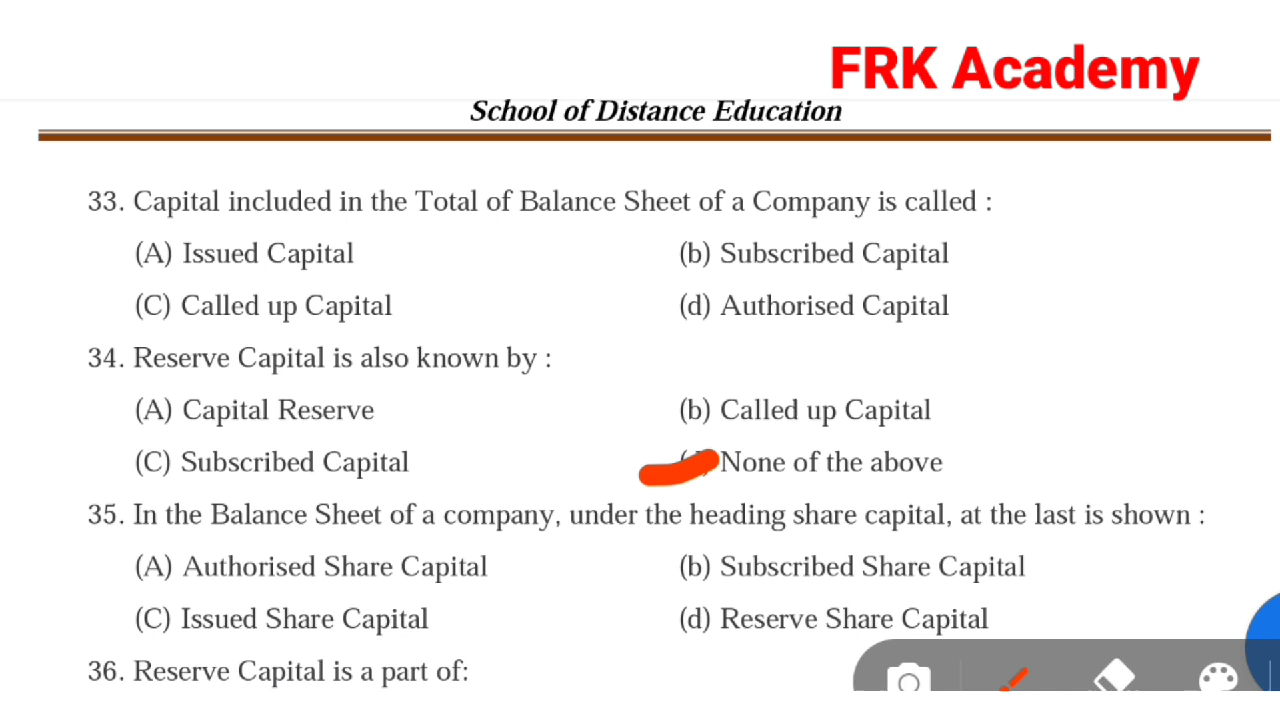 FRK Academy
School of Distance Education
33. Capital included in the Total of Balance Sheet of a Company is called :
(A) Issued Capital (b) Subscribed Capital
(C) Called up Capital (d) Authorised Capital
34. Reserve Capital is also known by :
(A) Capital Reserve (b) Called up Capital
(C) Subscribed Capital None of the above
35. In the Balance Sheet of a company, under the heading share capital, at the last is shown :
(A) Authorised Share Capital (b) Subscribed Share Capital
(C) Issued Share Capital (d) Reserve Share Capital
36. Reserve Capital is a part of: